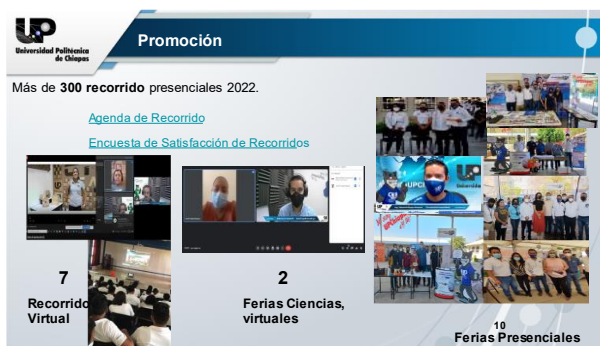 UP
Universidad Politécnica
de Chiapas
Promoción
Más de 300 recorrido presenciales 2022.
Agenda de Recorrido
Encuesta de Satisfacción de Recorridos
7
Recorrido
Virtual
2
Ferias Ciencias,
virtuales
10
Ferias Presenciales